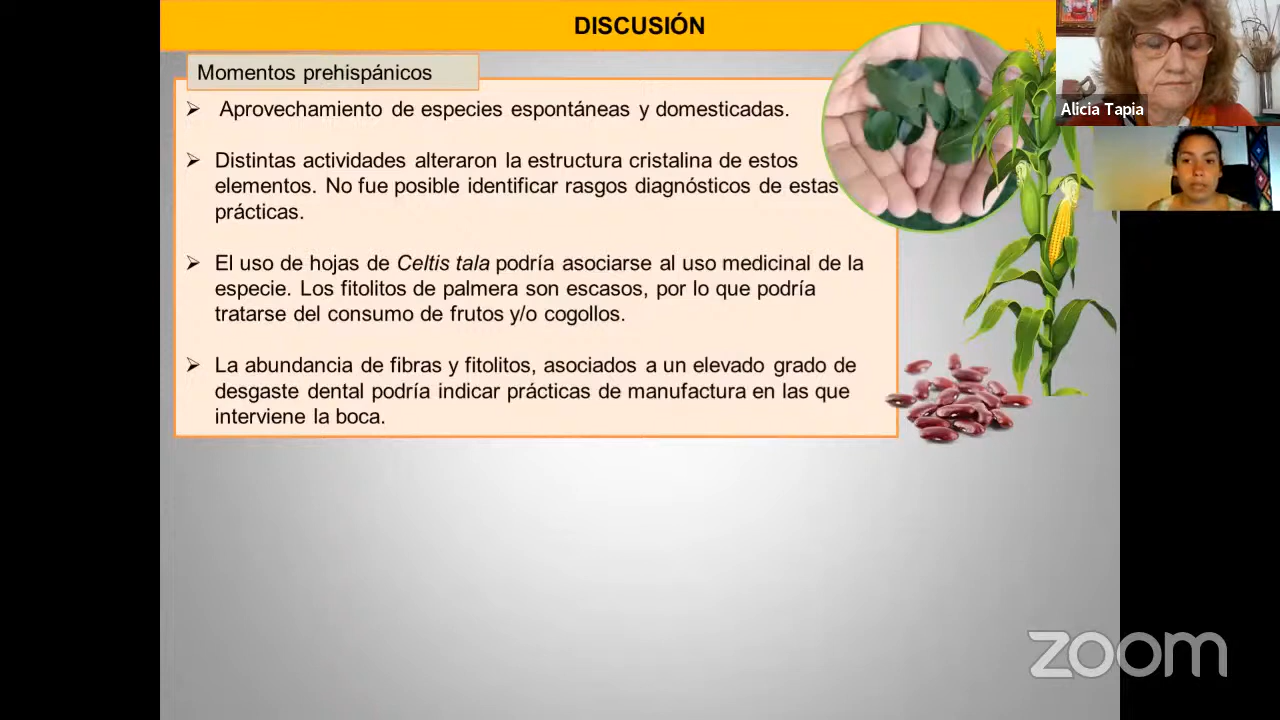 DISCUSIÓN
Momentos prehispánicos
➢ Aprovechamiento de especies espontáneas y domesticadas.
➢ Distintas actividades alteraron la estructura cristalina de estos
elementos. No fue posible identificar rasgos diagnósticos de estas
prácticas.
➢ El uso de hojas de Celtis tala podría asociarse al uso medicinal de la
especie. Los fitolitos de palmera son escasos, por lo que podría
tratarse del consumo de frutos y/o cogollos.
➢ La abundancia de fibras y fitolitos, asociados a un elevado grado de
desgaste dental podría indicar prácticas de manufactura en las que
interviene la boca.
Alicia Tapia
zoom